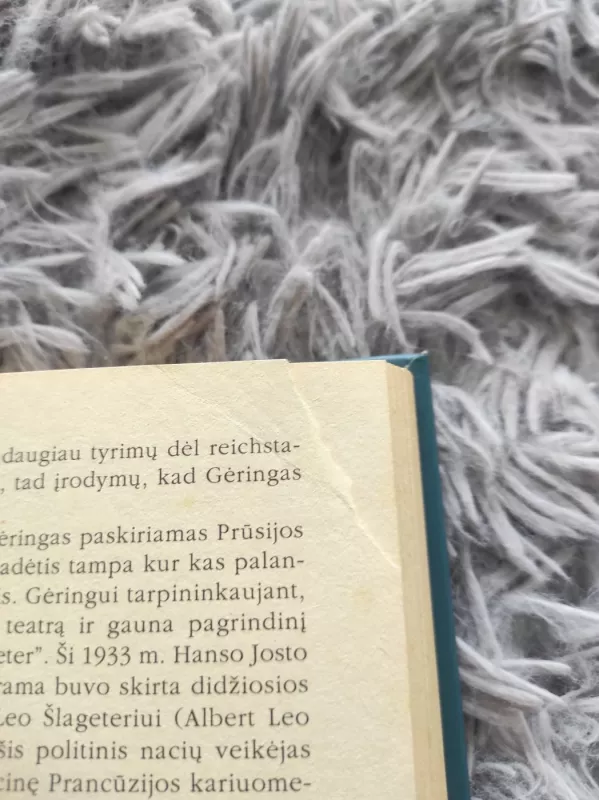 daugiau tyrimų dėl reichsta-
, tad įrodymų, kad Gėringas
ėringas paskiriamas Prūsijos
adėtis tampa kur kas palan-
s. Gėringui tarpininkaujant,
teatrą ir gauna pagrindinį
eter". Ši 1933 m. Hanso Josto
rama buvo skirta didžiosios
Leo Šlageteriui (Albert Leo
šis politinis nacių veikėjas
cinę Prancūzijos kariuome-